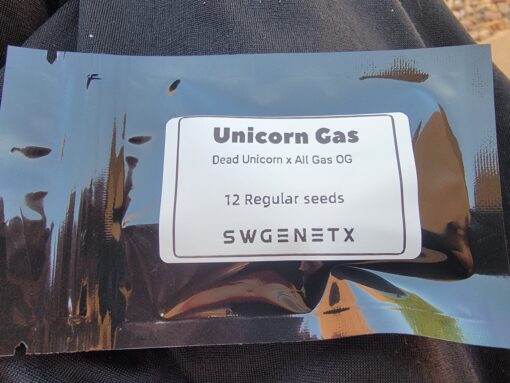 Unicorn Gas
Dead Unicorn x All Gas OG
12 Regular seeds
SWGENETX